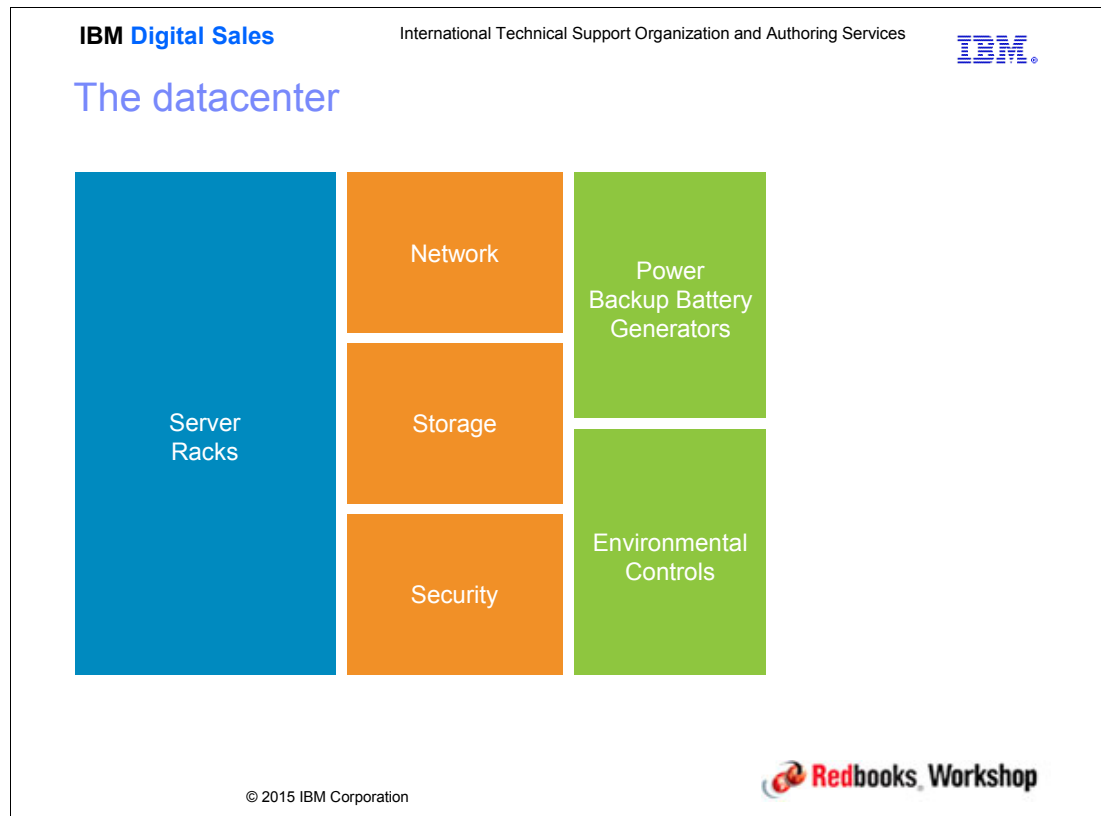 IBM Digital Sales
International Technical Support Organization and Authoring Services
IBM®
The datacenter
Server
Racks
Network
Storage
Security
Power
Backup Battery
Generators
Environmental
Controls
© 2015 IBM Corporation
Redbooks Workshop